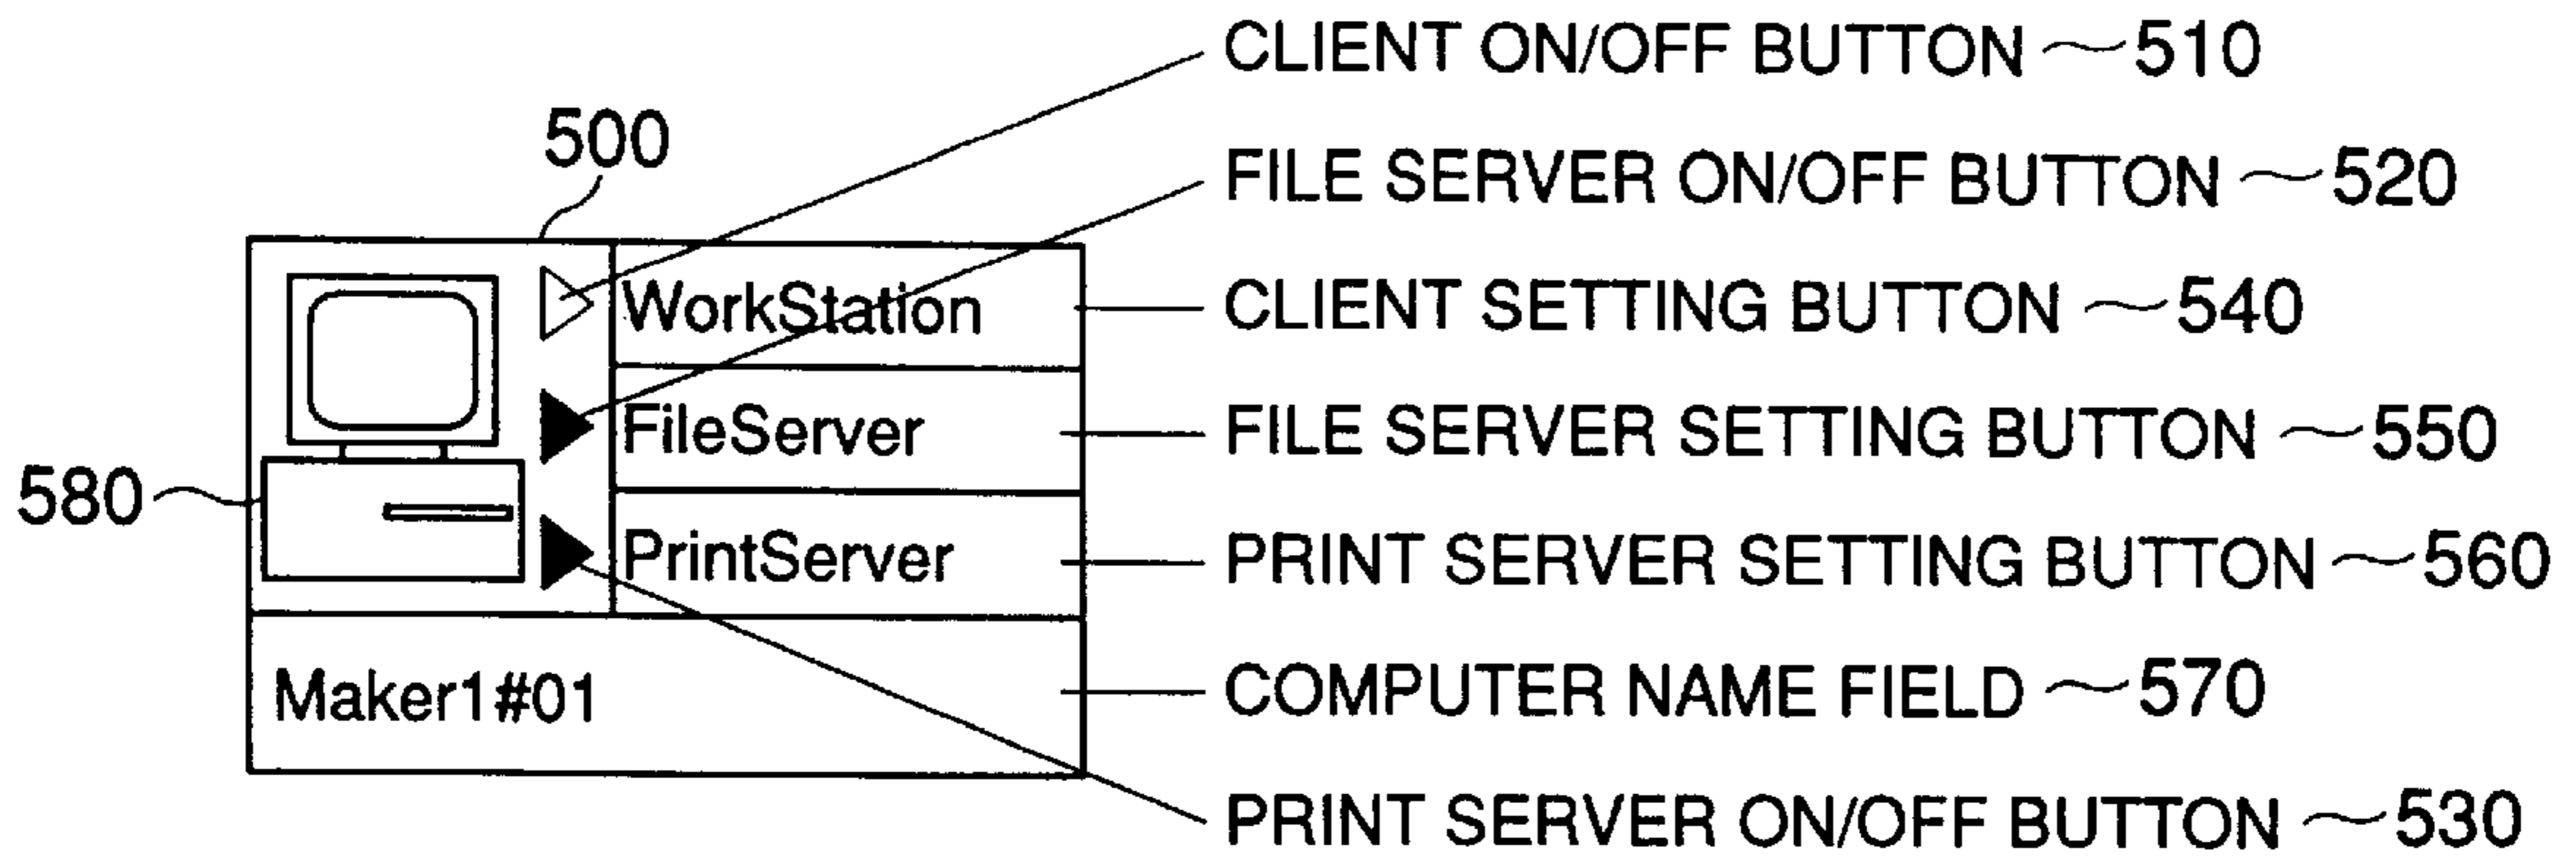 CLIENT ON/OFF BUTTON 510
500
FILE SERVER ON/OFF BUTTON 520
WorkStation
CLIENT SETTING BUTTON 540
FileServer
FILE SERVER SETTING BUTTON 550
580
PrintServer
PRINT SERVER SETTING BUTTON 560
Maker1#01
COMPUTER NAME FIELD 570
PRINT SERVER ON/OFF BUTTON 530